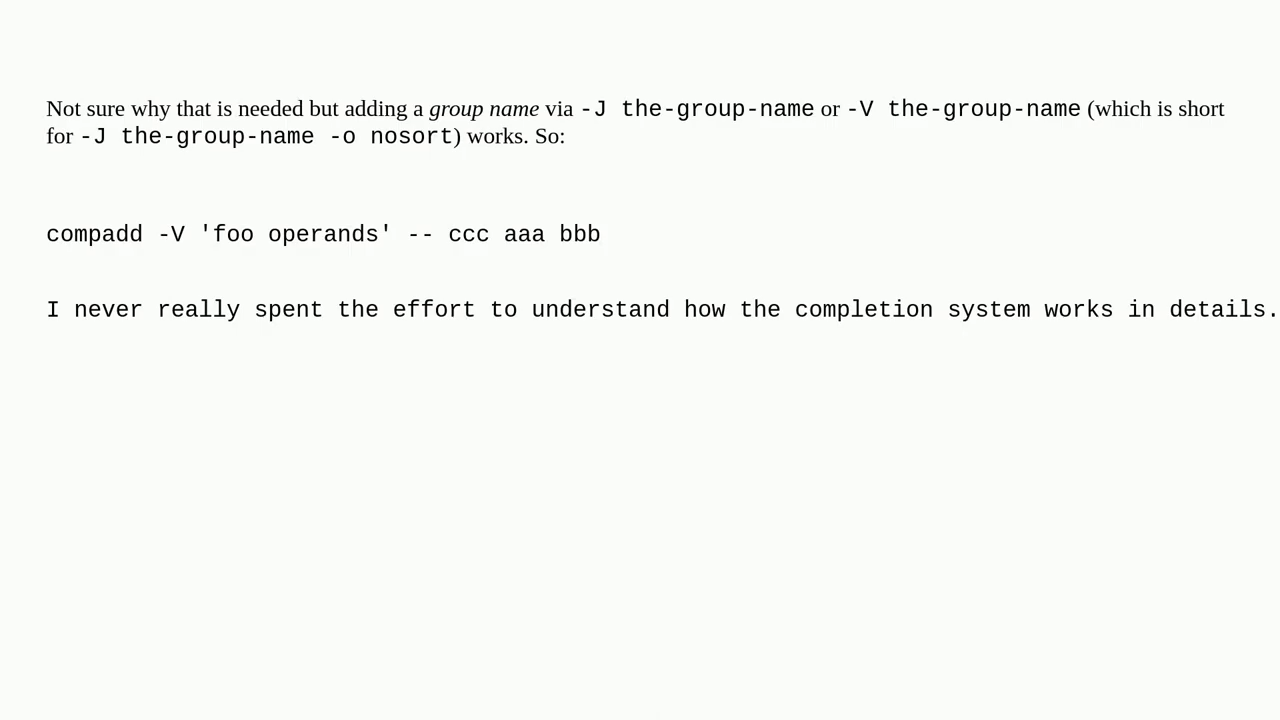 Not sure why that is needed but adding a group name via -J the-group-name or -V the-group-name (which is short
for -J the-group-name -o nosort) works. So:
compadd -V 'foo operands' -- ccc aaa bbb
I never really spent the effort to understand how the completion system works in details.